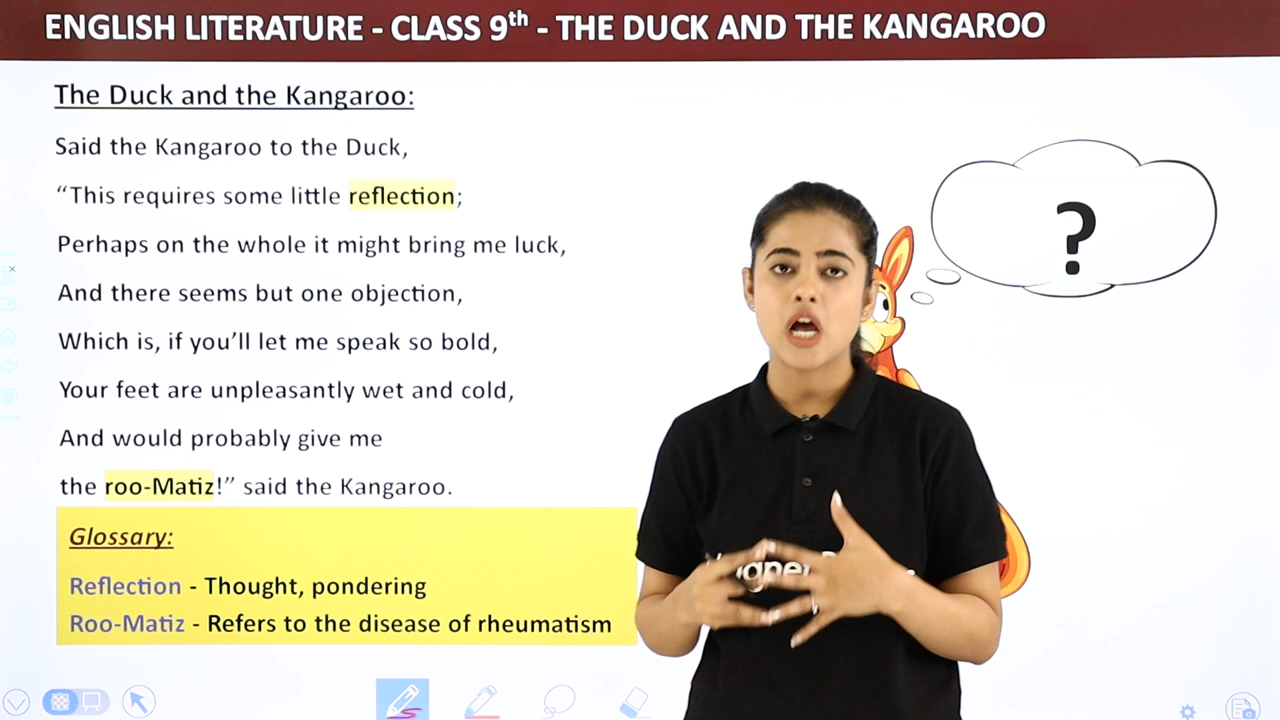 ENGLISH LITERATURE - CLASS 9th - THE DUCK AND THE KANGAROO
The Duck and the Kangaroo:
Said the Kangaroo to the Duck,
“This requires some little reflection;
Perhaps on the whole it might bring me luck,
And there seems but one objection,
Which is, if you’ll let me speak so bold,
Your feet are unpleasantly wet and cold,
And would probably give me
the roo-Matiz!” said the Kangaroo.
?
Glossary:
Reflection - Thought, pondering
Roo-Matiz - Refers to the disease of rheumatism